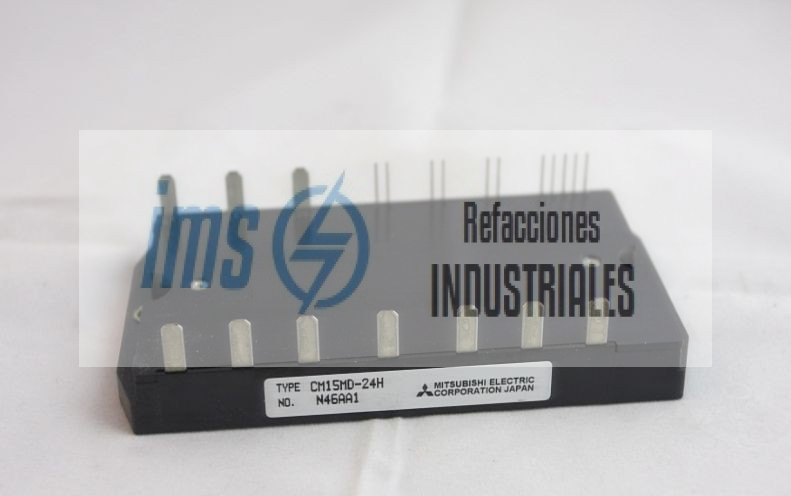 ims
Refacciones
INDUSTRIALES
TYPE CM15MD-24H
NO. N46AA1
MITSUBISHI ELECTRIC
CORPORATION JAPAN